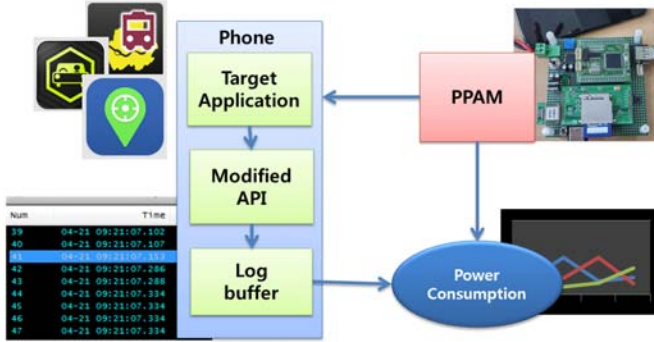 Phone
Target
Application
PPAM
Modified
API
Num Time
39 04-21 09:21:07.102
40 04-21 09:21:07.107
41 04-21 09:21:07.153
42 04-21 09:21:07.286
43 04-21 09:21:07.288
44 04-21 09:21:07.334
45 04-21 09:21:07.334
46 04-21 09:21:07.334
47 04-21 09:21:07.334
Log
buffer
Power
Consumption